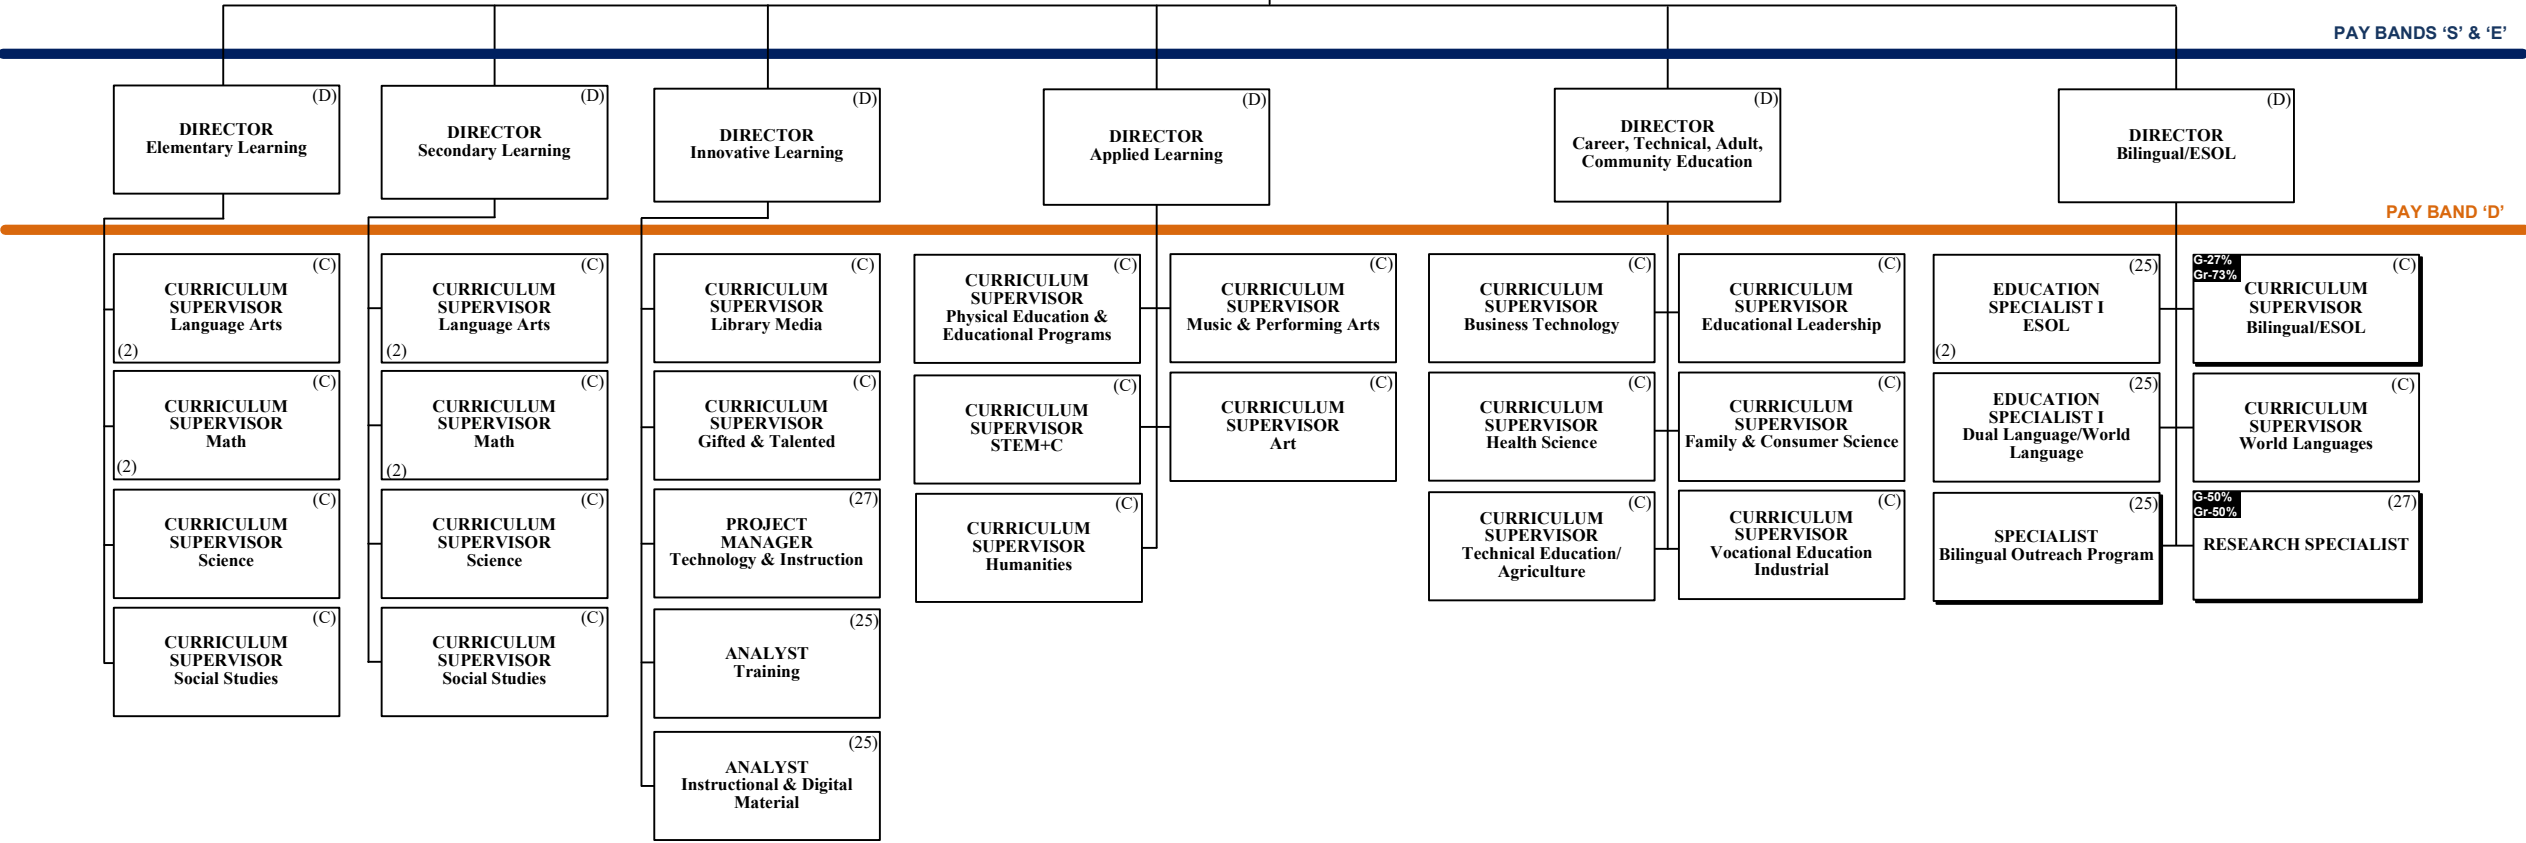 PAY BANDS ‘S’ & ‘E’
(D)
DIRECTOR
Elementary Learning
(D)
DIRECTOR
Secondary Learning
(D)
DIRECTOR
Innovative Learning
(D)
DIRECTOR
Applied Learning
(D)
DIRECTOR
Career, Technical, Adult,
Community Education
(D)
DIRECTOR
Bilingual/ESOL
PAY BAND ‘D’
(C)
CURRICULUM
SUPERVISOR
Language Arts
(2)
(C)
CURRICULUM
SUPERVISOR
Math
(2)
(C)
CURRICULUM
SUPERVISOR
Science
(C)
CURRICULUM
SUPERVISOR
Social Studies
(C)
CURRICULUM
SUPERVISOR
Language Arts
(2)
(C)
CURRICULUM
SUPERVISOR
Math
(2)
(C)
CURRICULUM
SUPERVISOR
Science
(C)
CURRICULUM
SUPERVISOR
Social Studies
(C)
CURRICULUM
SUPERVISOR
Library Media
(C)
CURRICULUM
SUPERVISOR
Gifted & Talented
(27)
PROJECT
MANAGER
Technology & Instruction
(25)
ANALYST
Training
(25)
ANALYST
Instructional & Digital
Material
(C)
CURRICULUM
SUPERVISOR
Physical Education &
Educational Programs
(C)
CURRICULUM
SUPERVISOR
Music & Performing Arts
(C)
CURRICULUM
SUPERVISOR
STEM+C
(C)
CURRICULUM
SUPERVISOR
Art
(C)
CURRICULUM
SUPERVISOR
Humanities
(C)
CURRICULUM
SUPERVISOR
Business Technology
(C)
CURRICULUM
SUPERVISOR
Educational Leadership
(C)
CURRICULUM
SUPERVISOR
Health Science
(C)
CURRICULUM
SUPERVISOR
Family & Consumer Science
(C)
CURRICULUM
SUPERVISOR
Technical Education/
Agriculture
(C)
CURRICULUM
SUPERVISOR
Vocational Education
Industrial
(25)
EDUCATION
SPECIALIST I
ESOL
(2)
G-27%
Gr-73%
(C)
CURRICULUM
SUPERVISOR
Bilingual/ESOL
(25)
EDUCATION
SPECIALIST I
Dual Language/World
Language
(C)
CURRICULUM
SUPERVISOR
World Languages
(25)
SPECIALIST
Bilingual Outreach Program
G-50%
Gr-50%
(27)
RESEARCH SPECIALIST